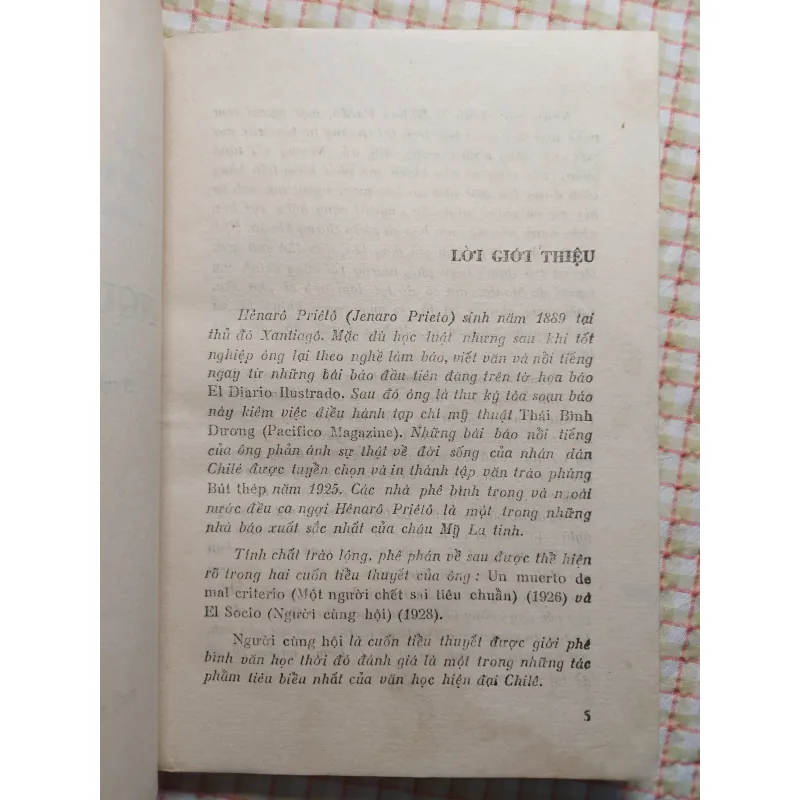 LỜI GIỚI THIỆU
Hênarô Priêtô (Jenaro Prieto) sinh năm 1889 tại
thủ đô Xantiagô. Mặc dù học luật nhưng sau khi tốt
nghiệp ông lại theo nghề làm báo, viết văn và nổi tiếng
ngay từ những bài báo đầu tiên đăng trên tờ họa báo
El Diario Ilustrado. Sau đó ông là thư ký tòa soạn báo
này kiêm việc điều hành tạp chí mỹ thuật Thái Bình
Dương (Pacifico Magazine). Những bài báo nổi tiếng
của ông phản ánh sự thật về đời sống của nhân dân
Chilê được tuyển chọn và in thành tập văn trào phúng
Bút thép năm 1925. Các nhà phê bình trong và ngoài
nước đều ca ngợi Hênarô Priêtô là một trong những
nhà báo xuất sắc nhất của châu Mỹ La tinh.
Tính chất trào lộng, phê phán về sau được thể hiện
rõ trong hai cuốn tiểu thuyết của ông : Un muerto de
mal criterio (Một người chết sai tiêu chuẩn) (1926) và
El Socio (Người cùng hội) (1928).
Người cùng hội là cuốn tiểu thuyết được giới phê
bình văn học thời đó đánh giá là một trong những tác
phẩm tiêu biểu nhất của văn học hiện đại Chilê.
5